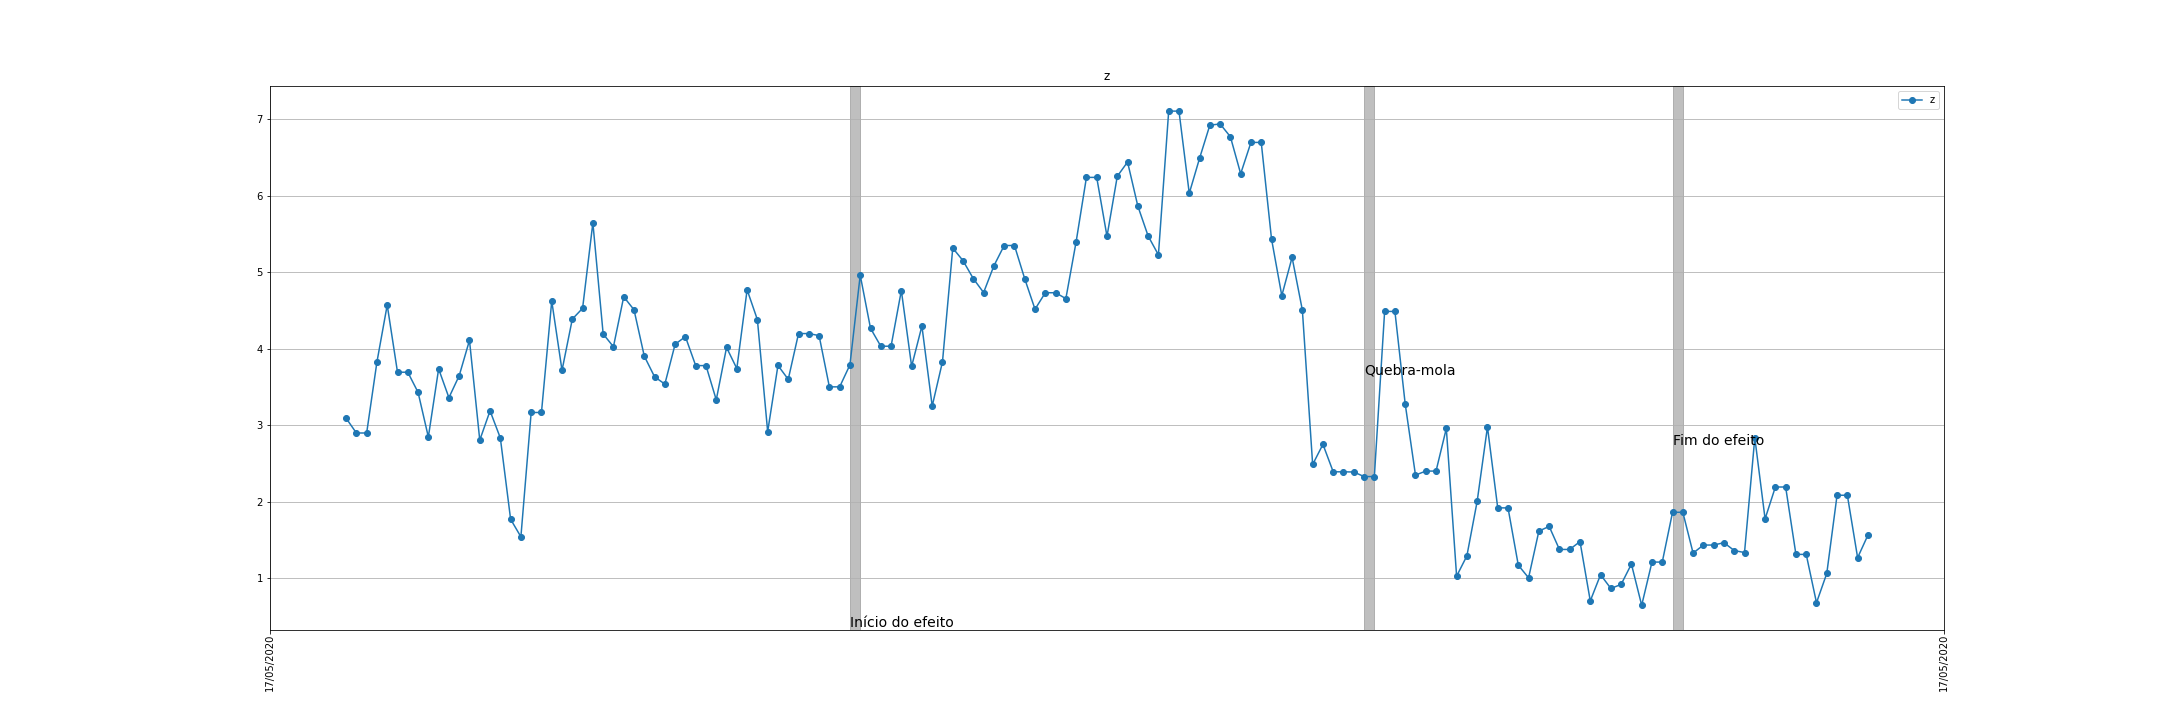 z
z
7
6
5
4
Quebra-mola
3
Fim do efeito
2
1
Início do efeito
17/05/2020
17/05/2020